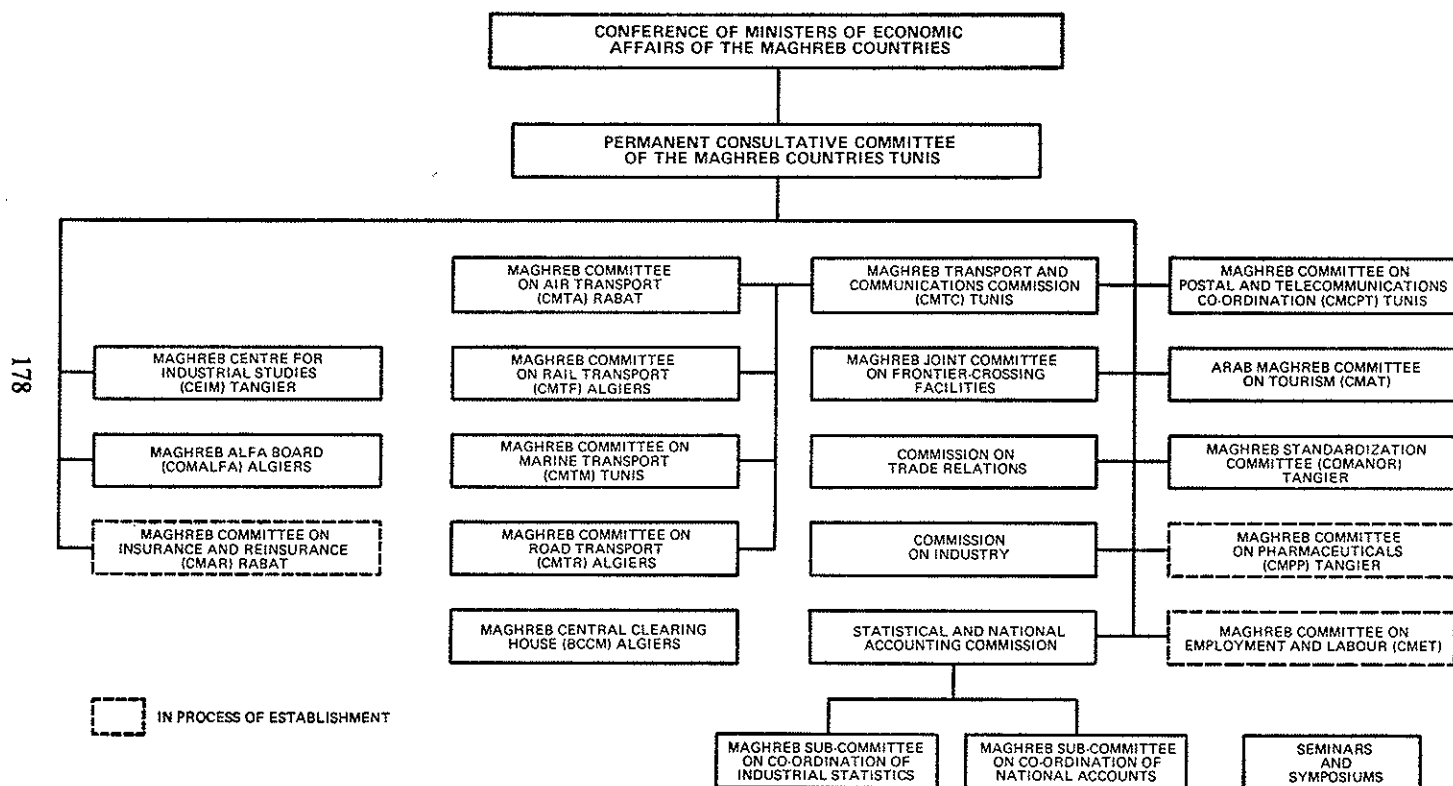 CONFERENCE OF MINISTERS OF ECONOMIC
AFFAIRS OF THE MAGHREB COUNTRIES
PERMANENT CONSULTATIVE COMMITTEE
OF THE MAGHREB COUNTRIES TUNIS
178
MAGHREB CENTRE FOR
INDUSTRIAL STUDIES
(CEIM) TANGIER
MAGHREB ALFA BOARD
(COMALFA) ALGIERS
MAGHREB COMMITTEE ON
INSURANCE AND REINSURANCE
(CMAR) RABAT
MAGHREB COMMITTEE
ON AIR TRANSPORT
(CMTA) RABAT
MAGHREB COMMITTEE
ON RAIL TRANSPORT
(CMTF) ALGIERS
MAGHREB COMMITTEE ON
MARINE TRANSPORT
(CMTM) TUNIS
MAGHREB COMMITTEE ON
ROAD TRANSPORT
(CMTR) ALGIERS
MAGHREB CENTRAL CLEARING
HOUSE (BCCM) ALGIERS
MAGHREB TRANSPORT AND
COMMUNICATIONS COMMISSION
(CMTC) TUNIS
MAGHREB JOINT COMMITTEE
ON FRONTIER-CROSSING
FACILITIES
COMMISSION ON
TRADE RELATIONS
COMMISSION
ON INDUSTRY
STATISTICAL AND NATIONAL
ACCOUNTING COMMISSION
MAGHREB COMMITTEE ON
POSTAL AND TELECOMMUNICATIONS
CO-ORDINATION (CMCPT) TUNIS
ARAB MAGHREB COMMITTEE
ON TOURISM (CMAT)
MAGHREB STANDARDIZATION
COMMITTEE (COMANOR)
TANGIER
MAGHREB COMMITTEE
ON PHARMACEUTICALS
(CMPP) TANGIER
MAGHREB COMMITTEE ON
EMPLOYMENT AND LABOUR (CMET)
IN PROCESS OF ESTABLISHMENT
MAGHREB SUB-COMMITTEE
ON CO-ORDINATION OF
INDUSTRIAL STATISTICS
MAGHREB SUB-COMMITTEE
ON CO-ORDINATION OF
NATIONAL ACCOUNTS
SEMINARS
AND
SYMPOSIUMS